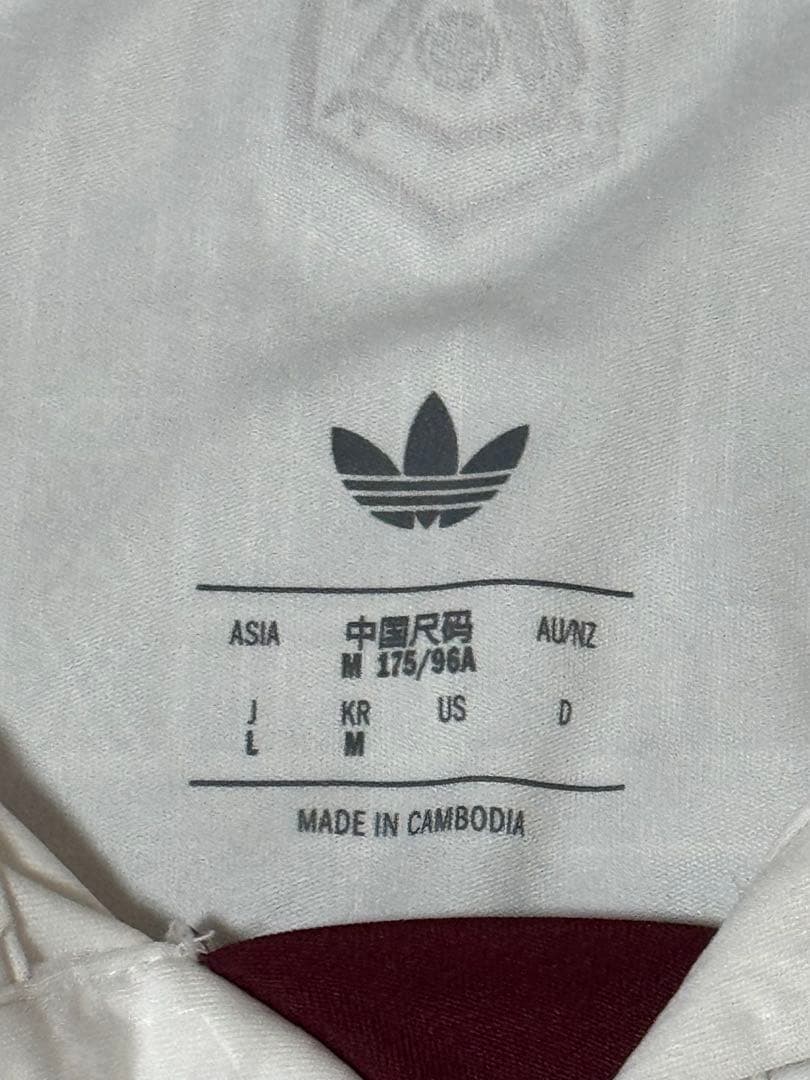 ASIA 中国尺码 AU/NZ
M 175/96A
J KR US D
L M
MADE IN CAMBODIA